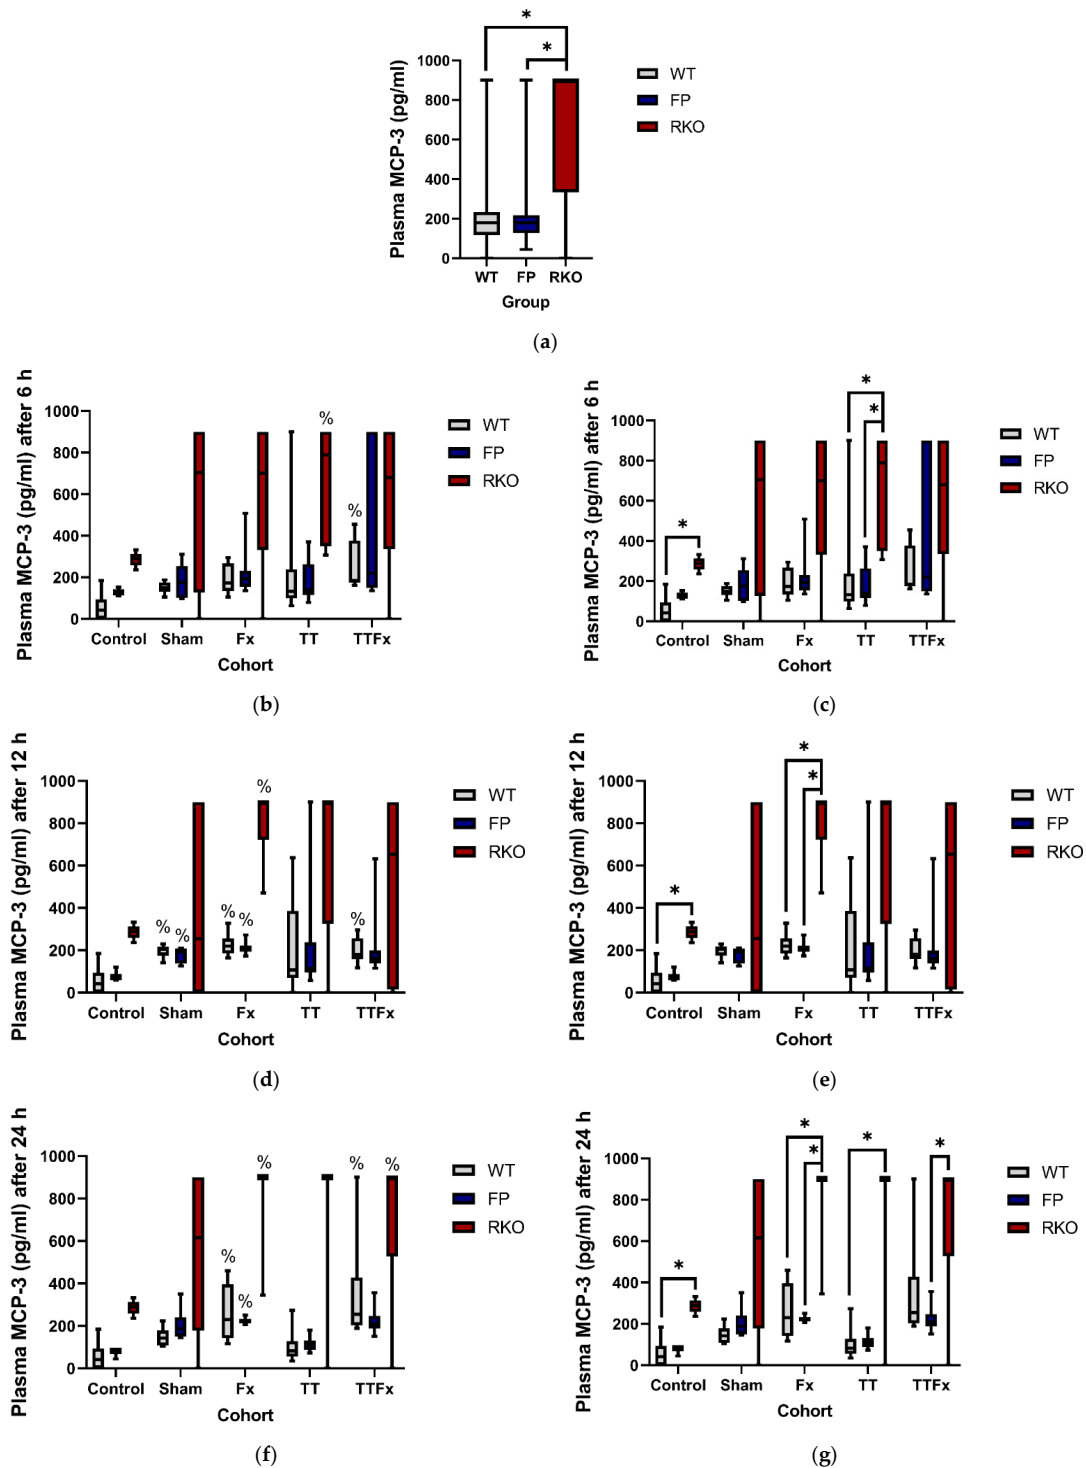 *
*
Plasma MCP-3 (pg/ml)
1000
800
600
400
200
0
WT FP RKO
Group
WT
FP
RKO
(a)
Plasma MCP-3 (pg/ml) after 6 h
1000
800
600
400
200
0
%
%
Control Sham Fx TT TTFx
Cohort
WT
FP
RKO
(b)
Plasma MCP-3 (pg/ml) after 6 h
1000
800
600
400
200
0
*
*
*
Control Sham Fx TT TTFx
Cohort
WT
FP
RKO
(c)
Plasma MCP-3 (pg/ml) after 12 h
1000
800
600
400
200
0
%
% % % % %
Control Sham Fx TT TTFx
Cohort
WT
FP
RKO
(d)
Plasma MCP-3 (pg/ml) after 12 h
1000
800
600
400
200
0
*
*
*
Control Sham Fx TT TTFx
Cohort
WT
FP
RKO
(e)
Plasma MCP-3 (pg/ml) after 24 h
1000
800
600
400
200
0
% % %
%
%
Control Sham Fx TT TTFx
Cohort
WT
FP
RKO
(f)
Plasma MCP-3 (pg/ml) after 24 h
1000
800
600
400
200
0
* * *
*
*
Control Sham Fx TT TTFx
Cohort
WT
FP
RKO
(g)